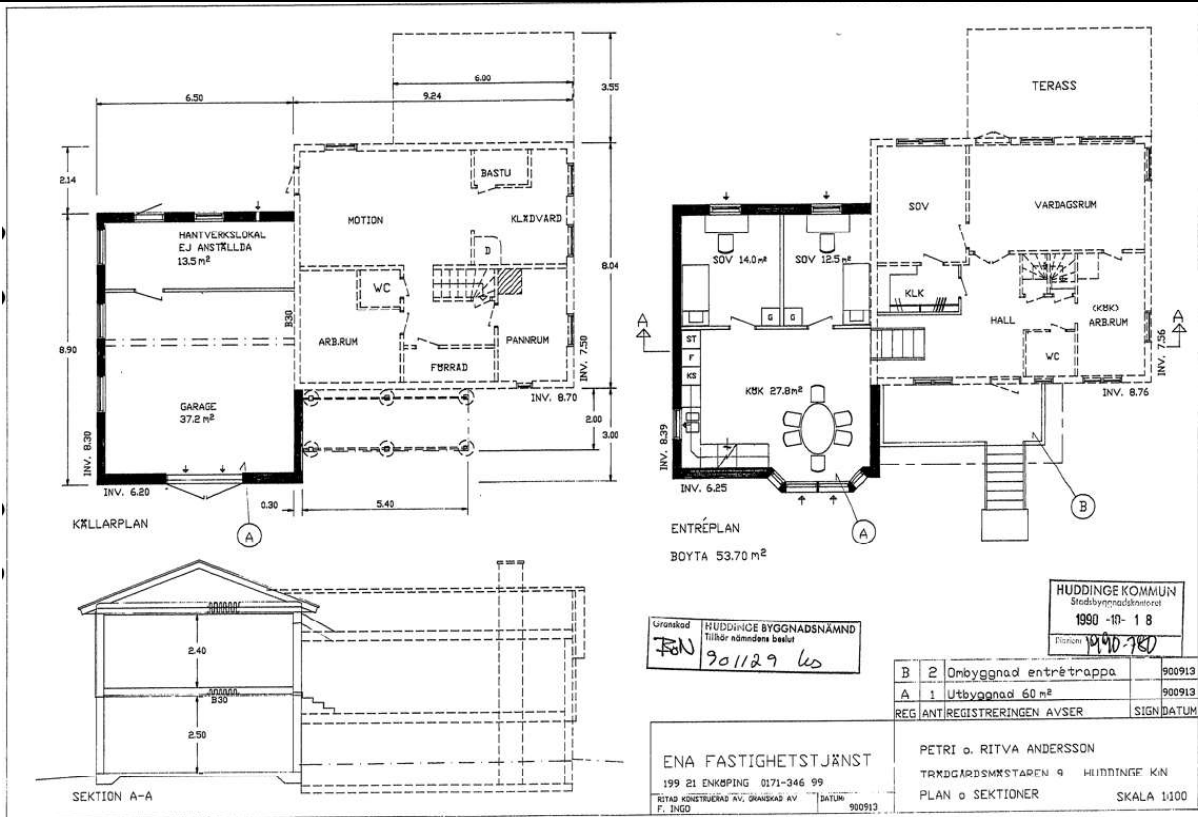 6.50
6.00
9.24
3.55
2.14
8.90
BASTU
MOTION
KLÄDVÅRD
HANTVERKSLOKAL
EJ ANSTÄLLDA
13.5 m²
D
WC
B30
ARB.RUM
PANNRUM
FÖRRAD
8.04
INV. 7.50
INV. 8.70
GARAGE
37.2 m²
INV. 8.30
INV. 6.20
2.00
3.00
0.30
5.40
KÄLLARPLAN
A
TERASS
SOV
VARDAGSRUM
SOV 14.0 m²
SOV 12.5 m²
KLK
G
G
HALL
(KÖK)
ARB.RUM
WC
A
A
ST
F
KS
KÖK 27.8 m²
INV. 7.56
INV. 8.76
INV. 8.39
INV. 6.25
A
B
ENTRÉPLAN
BOYTA 53.70 m²
2.40
B30
2.50
SEKTION A-A
Granskad
HUDDINGE BYGGNADSNÄMND
Tillhör nämndens beslut
901129
HUDDINGE KOMMUN
Stadsbyggnadskontoret
1990 -10- 1 8
1990-780
B 2 Ombyggnad entrétrappa 900913
A 1 Utbyggnad 60 m² 900913
REG ANT REGISTRERINGEN AVSER SIGN DATUM
ENA FASTIGHETSTJÄNST
199 21 ENKÖPING 0171-346 99
RITAD KONSTRUERAD AV, GRANSKAD AV
F. INGO
DATUM
900913
PETRI o. RITVA ANDERSSON
TRÄDGÅRDSMÄSTAREN 9 HUDDINGE KN
PLAN o SEKTIONER SKALA 1:100